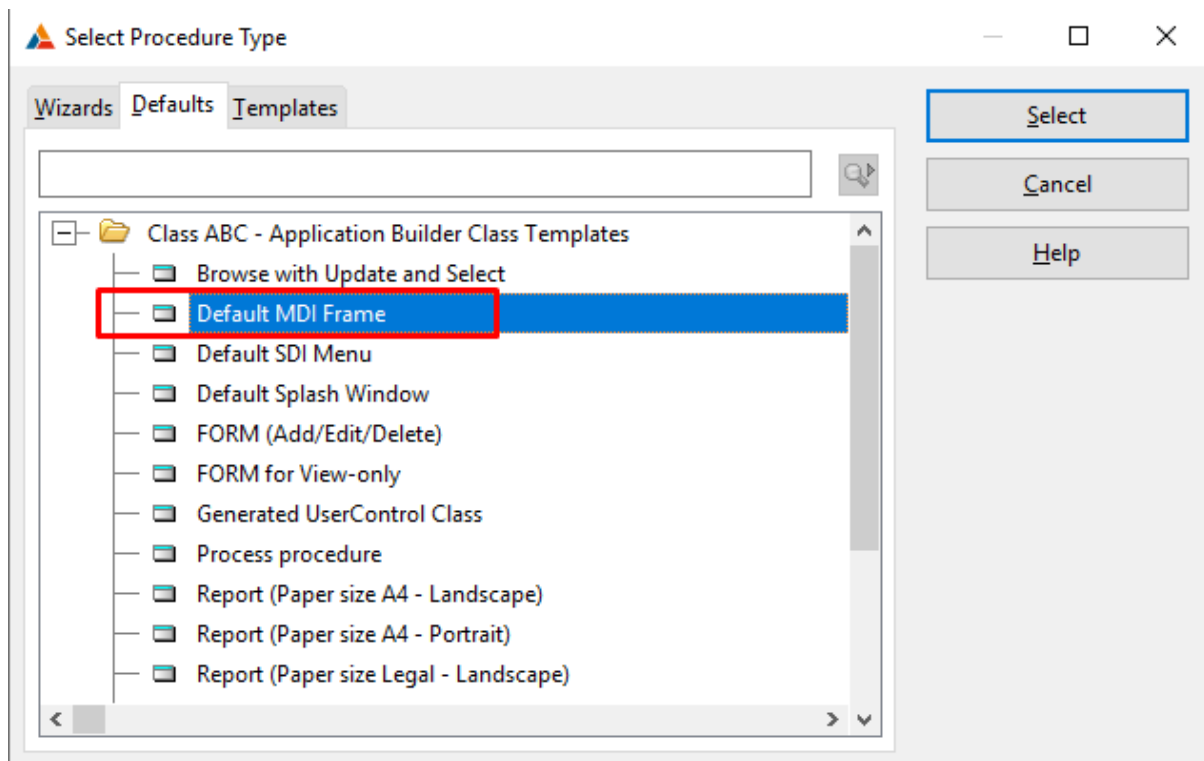 Select Procedure Type
Wizards Defaults Templates
Select
Cancel
Help
Class ABC - Application Builder Class Templates
Browse with Update and Select
Default MDI Frame
Default SDI Menu
Default Splash Window
FORM (Add/Edit/Delete)
FORM for View-only
Generated UserControl Class
Process procedure
Report (Paper size A4 - Landscape)
Report (Paper size A4 - Portrait)
Report (Paper size Legal - Landscape)